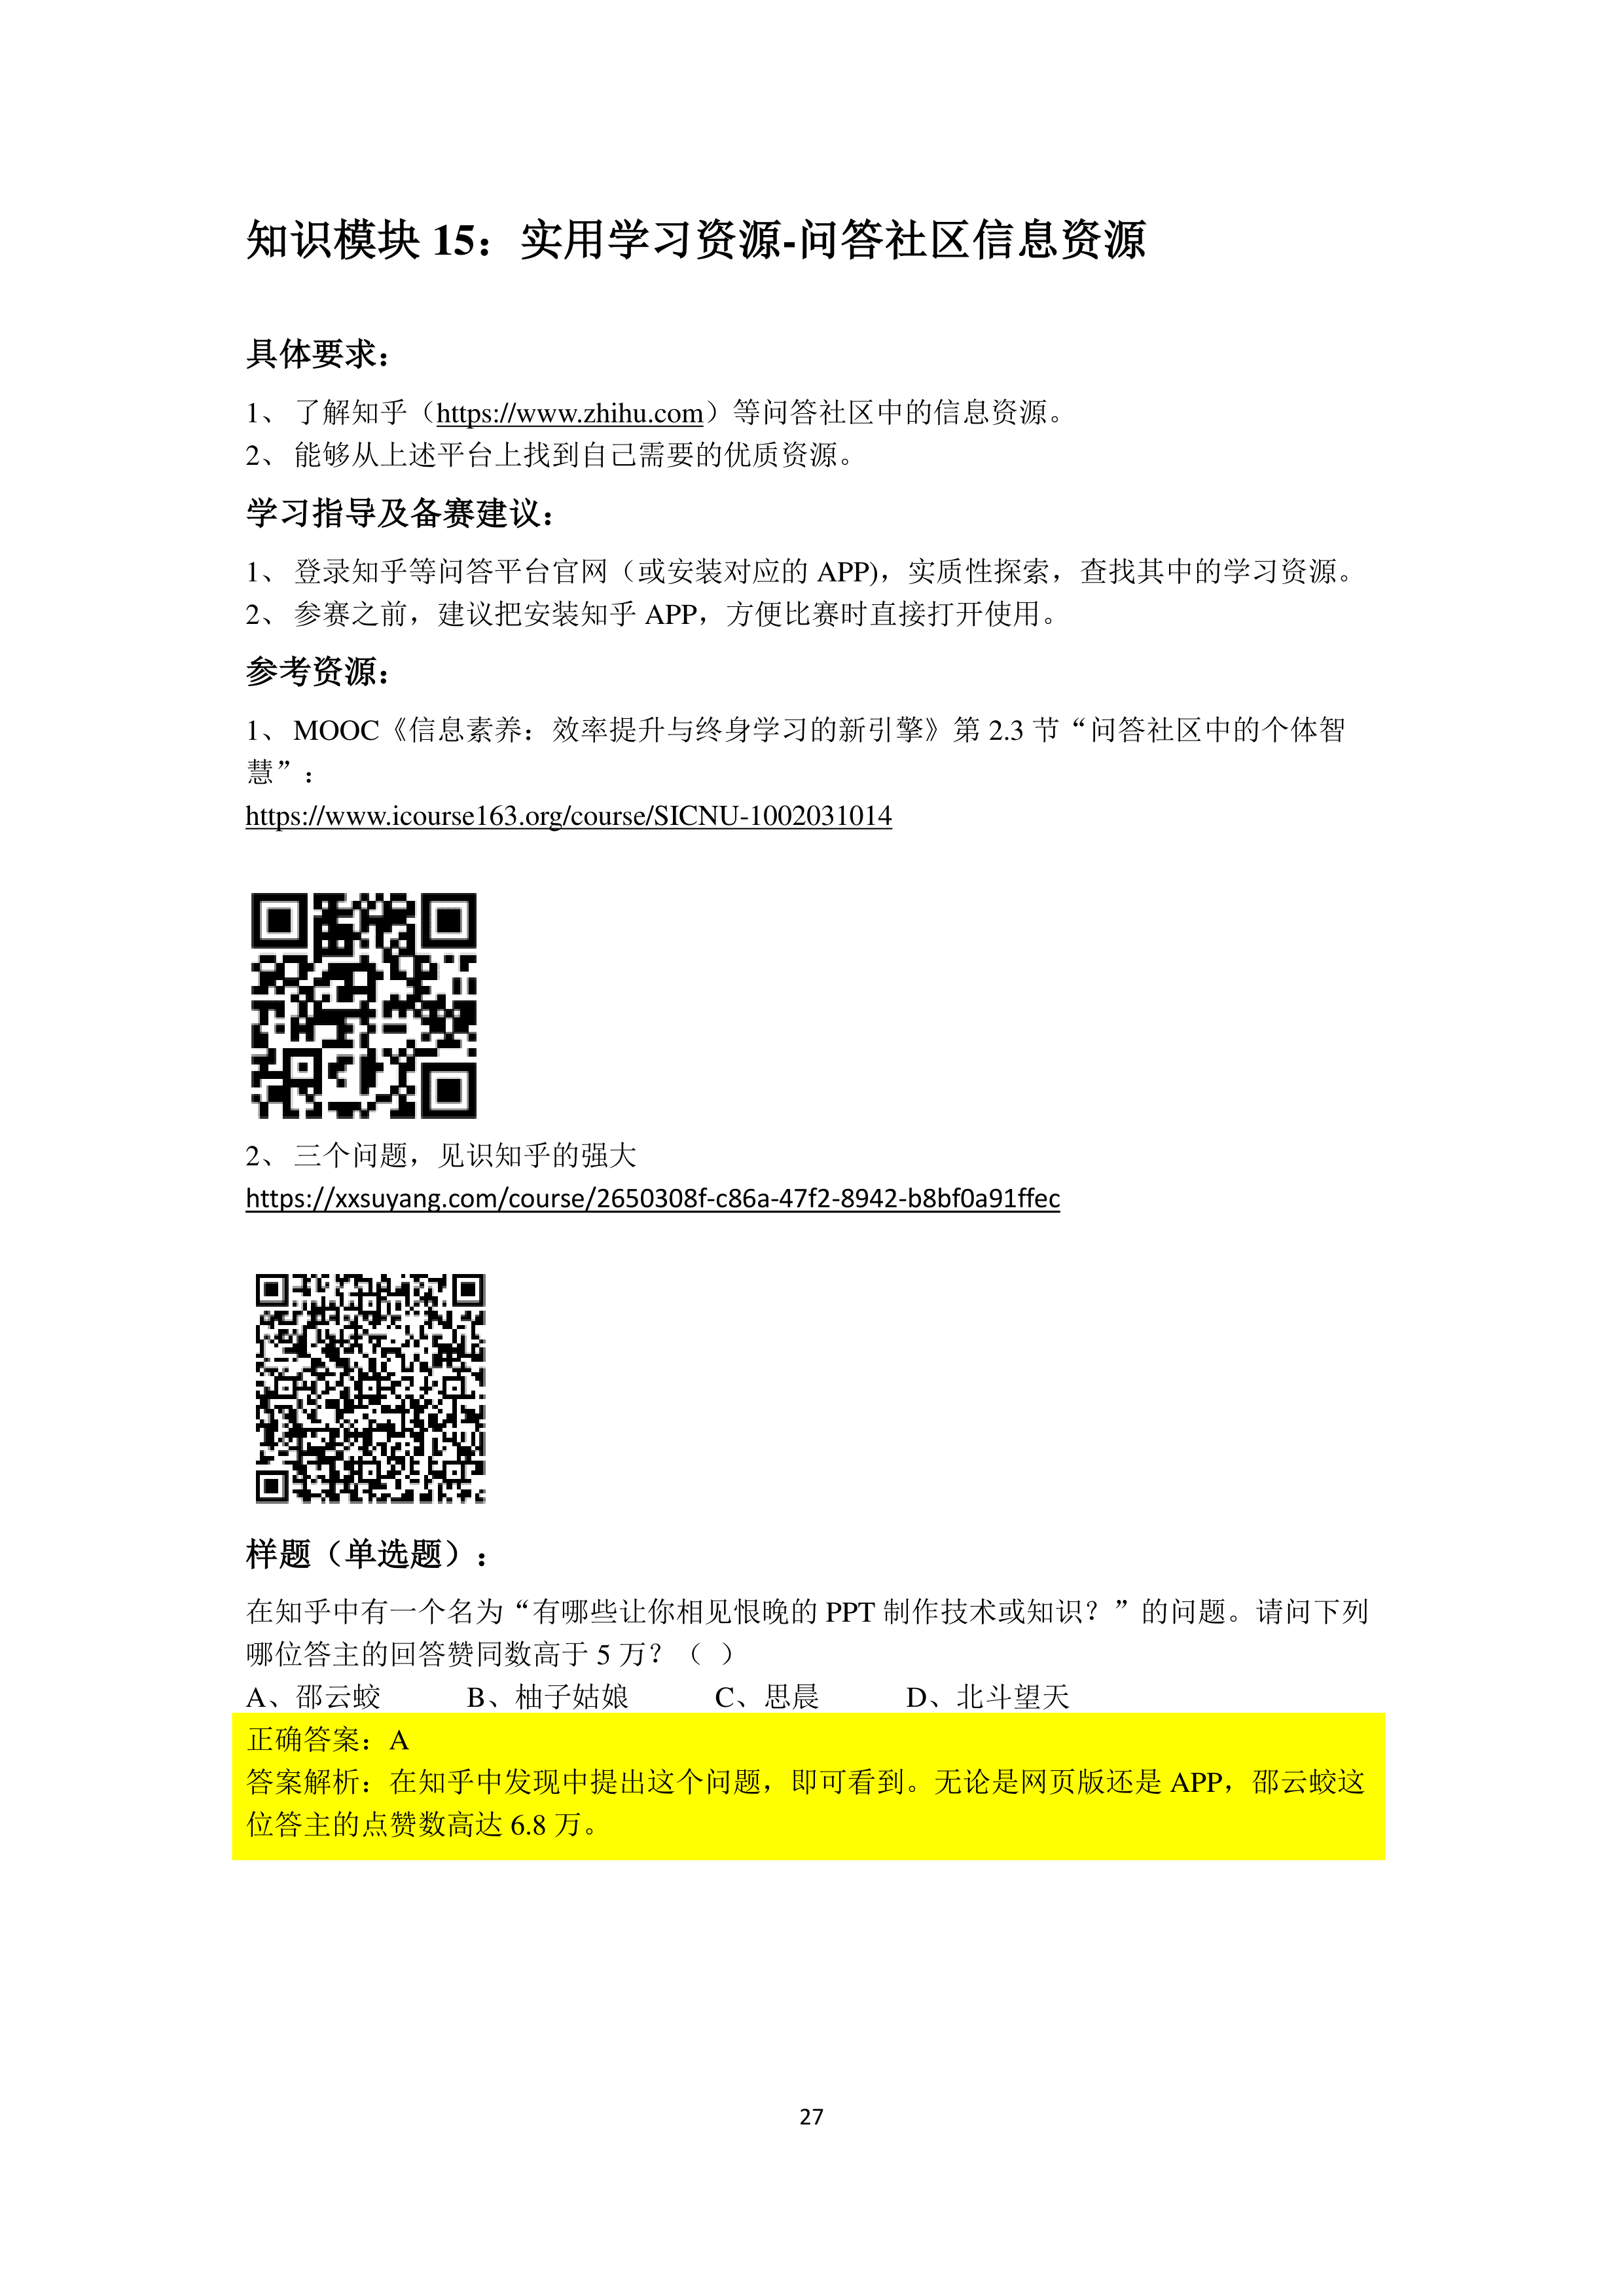 知识模块 15：实用学习资源-问答社区信息资源
具体要求：
1、 了解知乎（https://www.zhihu.com）等问答社区中的信息资源。
2、 能够从上述平台上找到自己需要的优质资源。
学习指导及备赛建议：
1、 登录知乎等问答平台官网（或安装对应的 APP)，实质性探索，查找其中的学习资源。
2、 参赛之前，建议把安装知乎 APP，方便比赛时直接打开使用。
参考资源：
1、 MOOC《信息素养：效率提升与终身学习的新引擎》第 2.3 节“问答社区中的个体智
慧”：
https://www.icourse163.org/course/SICNU-1002031014
2、 三个问题，见识知乎的强大
https://xxsuyang.com/course/2650308f-c86a-47f2-8942-b8bf0a91ffec
样题（单选题）：
在知乎中有一个名为“有哪些让你相见恨晚的 PPT 制作技术或知识？”的问题。请问下列
哪位答主的回答赞同数高于 5 万？（ ）
A、邵云蛟 B、柚子姑娘 C、思晨 D、北斗望天
正确答案：A
答案解析：在知乎中发现中提出这个问题，即可看到。无论是网页版还是 APP，邵云蛟这
位答主的点赞数高达 6.8 万。
27